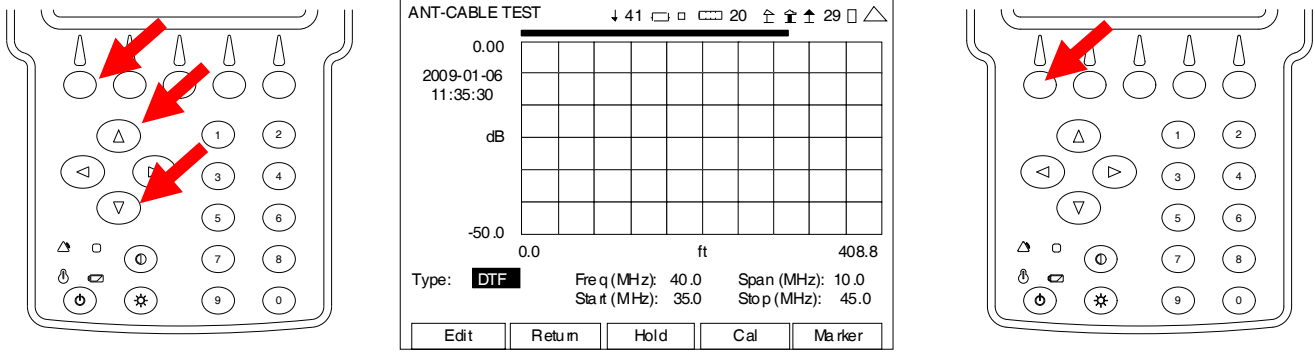 1 2
3 4
5 6
7 8
9 0
ANT-CABLE TEST 41 20 29
0.00
2009-01-06
11:35:30
dB
-50.0
0.0 ft 408.8
Type: DTF Freq (MHz): 40.0 Span (MHz): 10.0
Start (MHz): 35.0 Stop (MHz): 45.0
Edit Return Hold Cal Marker
1 2
3 4
5 6
7 8
9 0